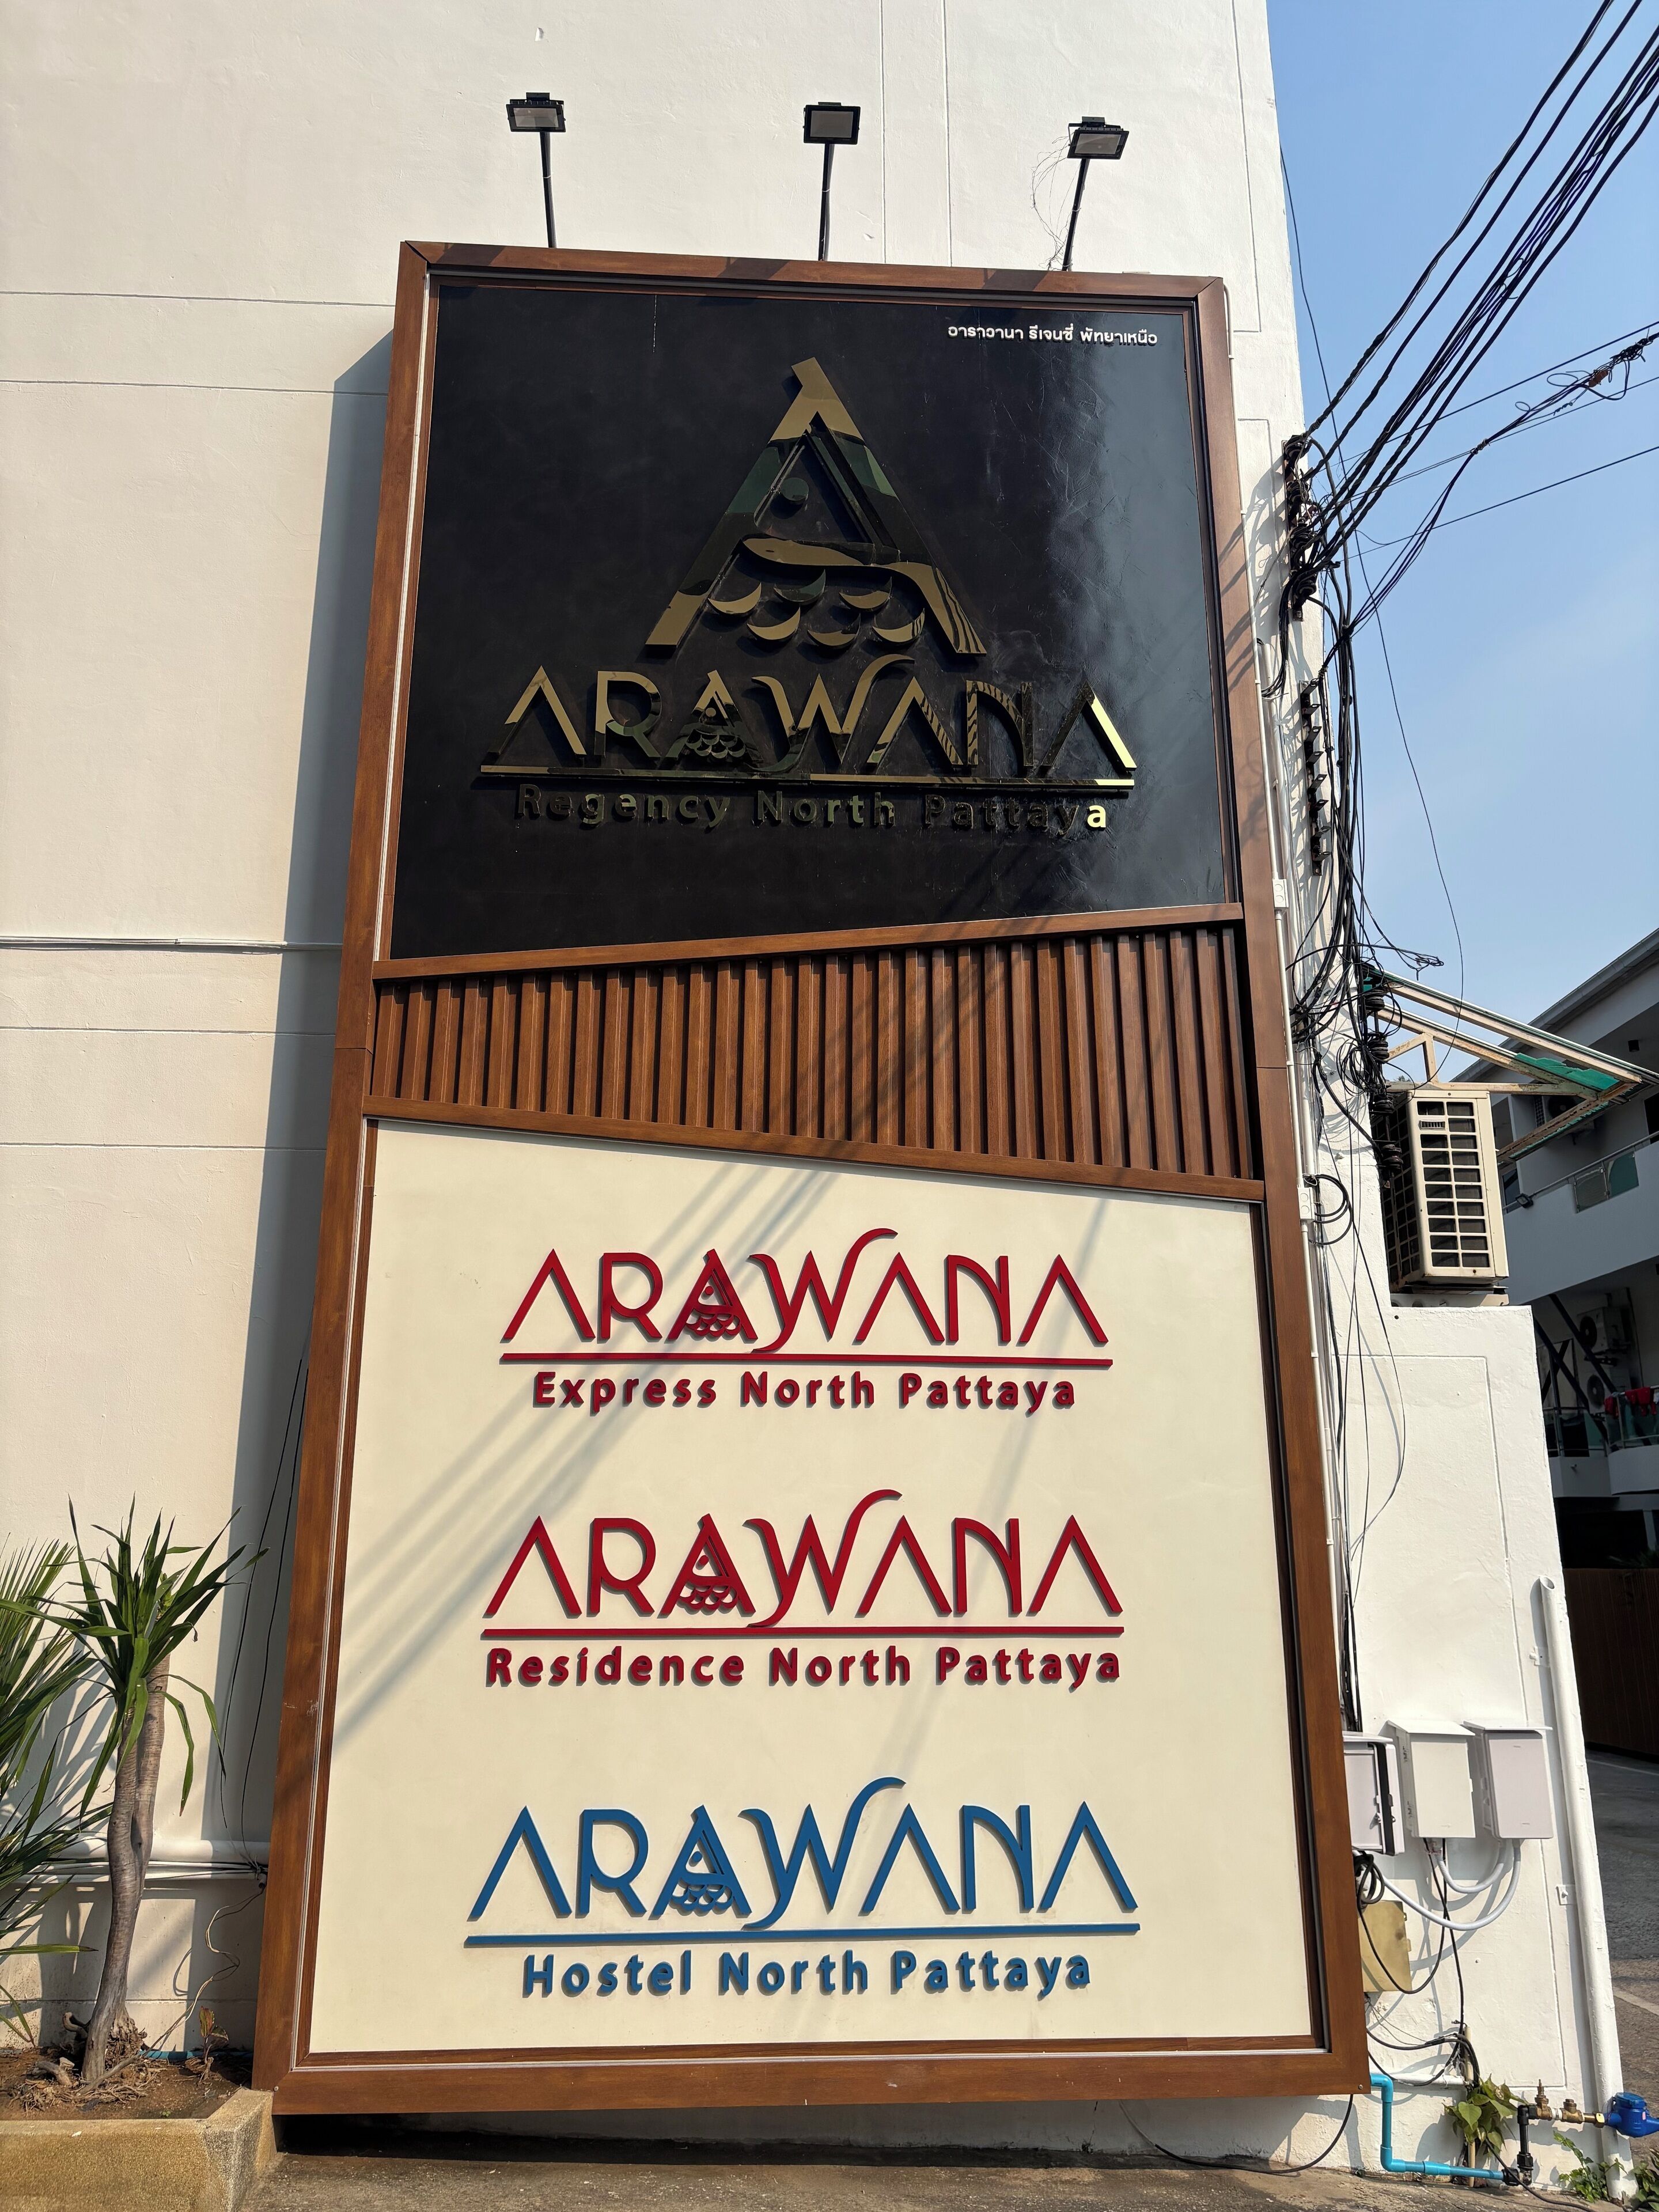 อาราวานา รีเจนซี่ พัทยาเหนือ
ARAWANA
Regency North Pattaya
ARAWANA
Express North Pattaya
ARAWANA
Residence North Pattaya
ARAWANA
Hostel North Pattaya